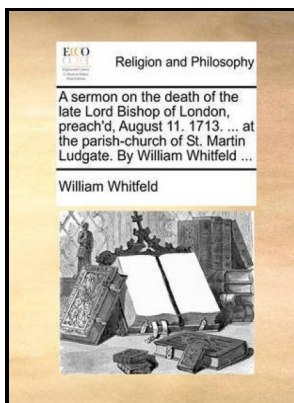 ECCO
Religion and Philosophy
A sermon on the death of the
late Lord Bishop of London,
preach'd, August 11. 1713. ... at
the parish-church of St. Martin
Ludgate. By William Whitfeld ...
William Whitfeld